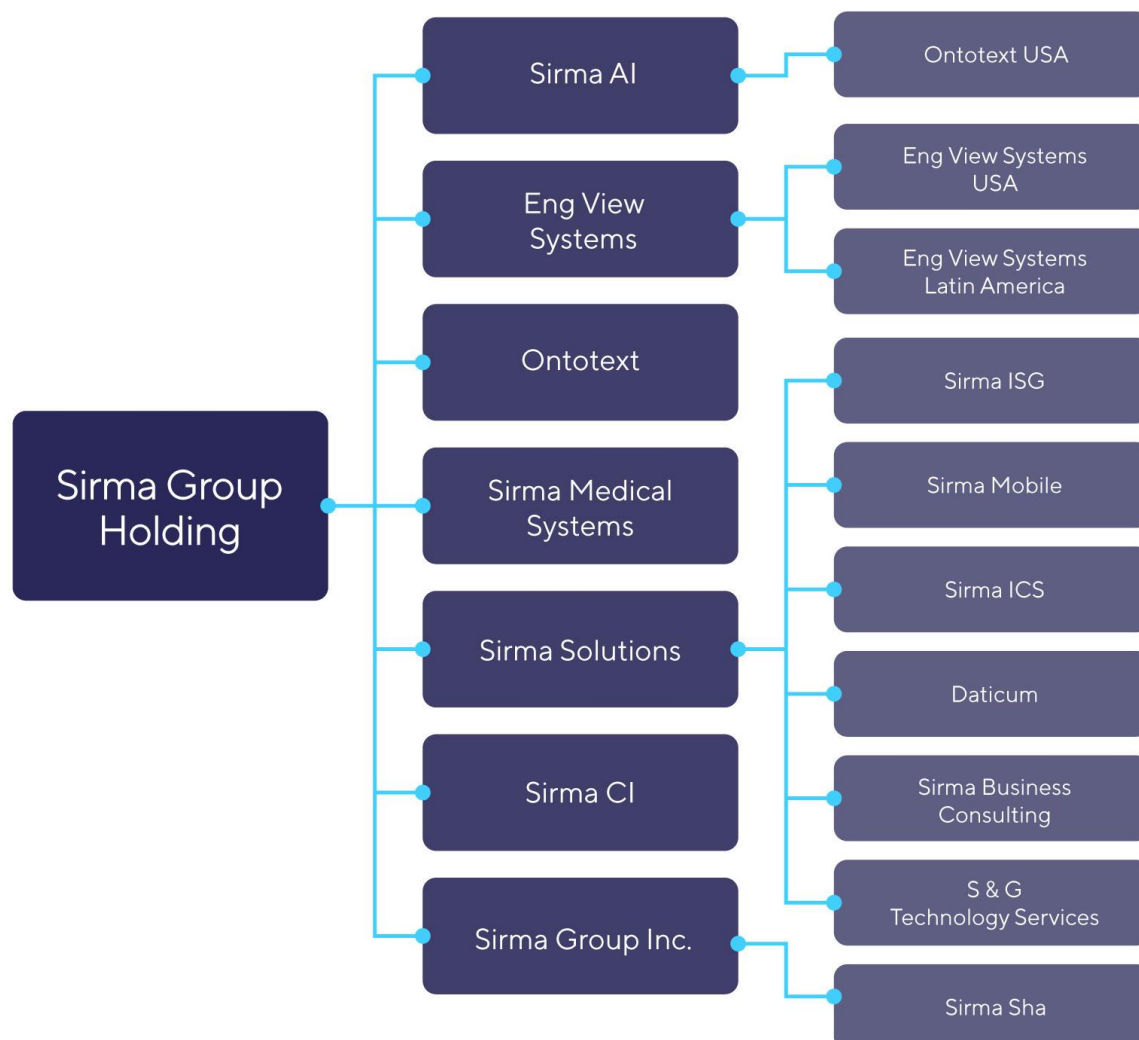 Sirma Group
Holding
Sirma AI
Eng View
Systems
Ontotext
Sirma Medical
Systems
Sirma Solutions
Sirma CI
Sirma Group Inc.
Ontotext USA
Eng View Systems
USA
Eng View Systems
Latin America
Sirma ISG
Sirma Mobile
Sirma ICS
Daticum
Sirma Business
Consulting
S & G
Technology Services
Sirma Sha